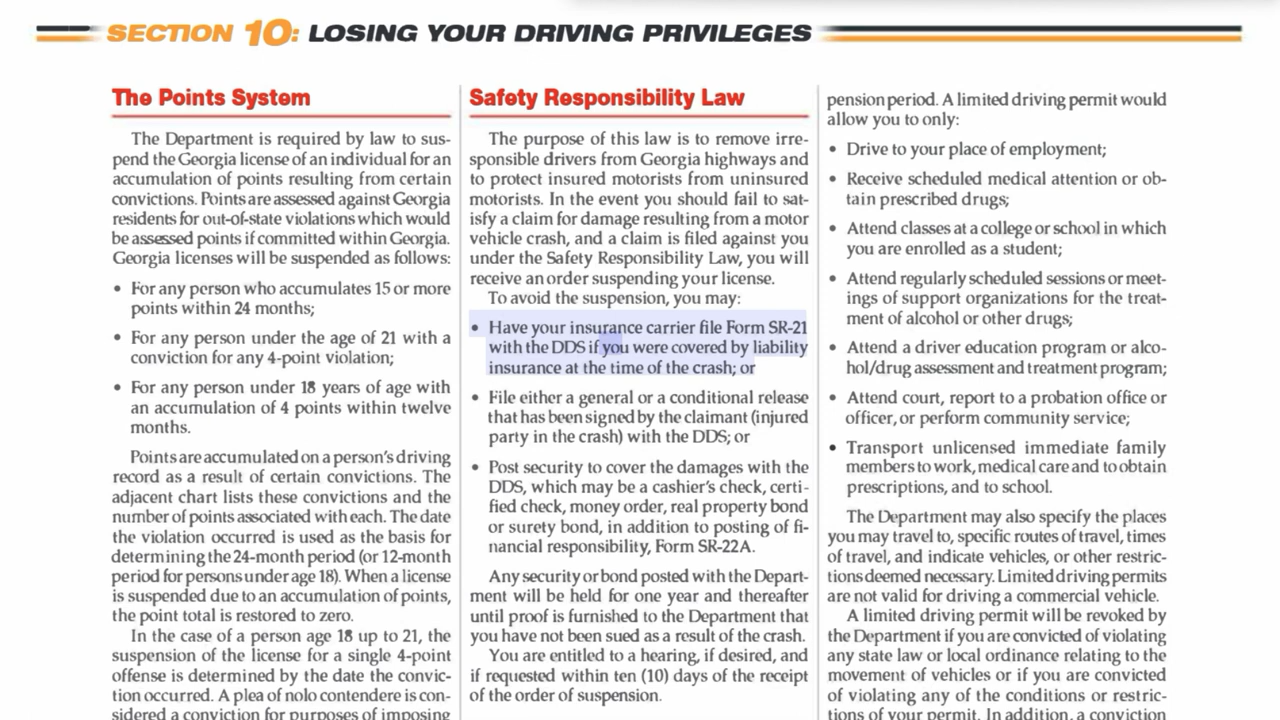 SECTION 10: LOSING YOUR DRIVING PRIVILEGES
The Points System
The Department is required by law to sus-
pend the Georgia license of an individual for an
accumulation of points resulting from certain
convictions. Points are assessed against Georgia
residents for out-of-state violations which would
be assessed points if committed within Georgia.
Georgia licenses will be suspended as follows:
• For any person who accumulates 15 or more
points within 24 months;
• For any person under the age of 21 with a
conviction for any 4-point violation;
• For any person under 18 years of age with
an accumulation of 4 points within twelve
months.
Points are accumulated on a person's driving
record as a result of certain convictions. The
adjacent chart lists these convictions and the
number of points associated with each. The date
the violation occurred is used as the basis for
determining the 24-month period (or 12-month
period for persons under age 18). When a license
is suspended due to an accumulation of points,
the point total is restored to zero.
In the case of a person age 18 up to 21, the
suspension of the license for a single 4-point
offense is determined by the date the convic-
tion occurred. A plea of nolo contendere is con-
sidered a conviction for purposes of imposing
Safety Responsibility Law
The purpose of this law is to remove irre-
sponsible drivers from Georgia highways and
to protect insured motorists from uninsured
motorists. In the event you should fail to sat-
isfy a claim for damage resulting from a motor
vehicle crash, and a claim is filed against you
under the Safety Responsibility Law, you will
receive an order suspending your license.
To avoid the suspension, you may:
• Have your insurance carrier file Form SR-21
with the DDS if you were covered by liability
insurance at the time of the crash; or
• File either a general or a conditional release
that has been signed by the claimant (injured
party in the crash) with the DDS; or
• Post security to cover the damages with the
DDS, which may be a cashier's check, certi-
fied check, money order, real property bond
or surety bond, in addition to posting of fi-
nancial responsibility, Form SR-22A.
Any security or bond posted with the Depart-
ment will be held for one year and thereafter
until proof is furnished to the Department that
you have not been sued as a result of the crash.
You are entitled to a hearing, if desired, and
if requested within ten (10) days of the receipt
of the order of suspension.
pension period. A limited driving permit would
allow you to only:
• Drive to your place of employment;
• Receive scheduled medical attention or ob-
tain prescribed drugs;
• Attend classes at a college or school in which
you are enrolled as a student;
• Attend regularly scheduled sessions or meet-
ings of support organizations for the treat-
ment of alcohol or other drugs;
• Attend a driver education program or alco-
hol/drug assessment and treatment program;
• Attend court, report to a probation office or
officer, or perform community service;
• Transport unlicensed immediate family
members to work, medical care and to obtain
prescriptions, and to school.
The Department may also specify the places
you may travel to, specific routes of travel, times
of travel, and indicate vehicles, or other restric-
tions deemed necessary. Limited driving permits
are not valid for driving a commercial vehicle.
A limited driving permit will be revoked by
the Department if you are convicted of violating
any state law or local ordinance relating to the
movement of vehicles or if you are convicted
of violating any of the conditions or restric-
tions of your permit. In addition, a conviction